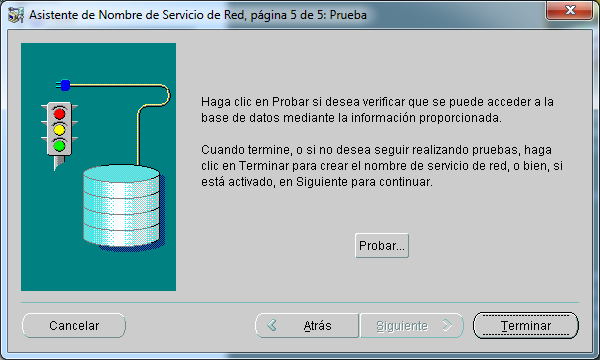 Asistente de Nombre de Servicio de Red, página 5 de 5: Prueba
Haga clic en Probar si desea verificar que se puede acceder a la
base de datos mediante la información proporcionada.
Cuando termine, o si no desea seguir realizando pruebas, haga
clic en Terminar para crear el nombre de servicio de red, o bien, si
está activado, en Siguiente para continuar.
Probar...
Cancelar
Atrás
Siguiente
Terminar